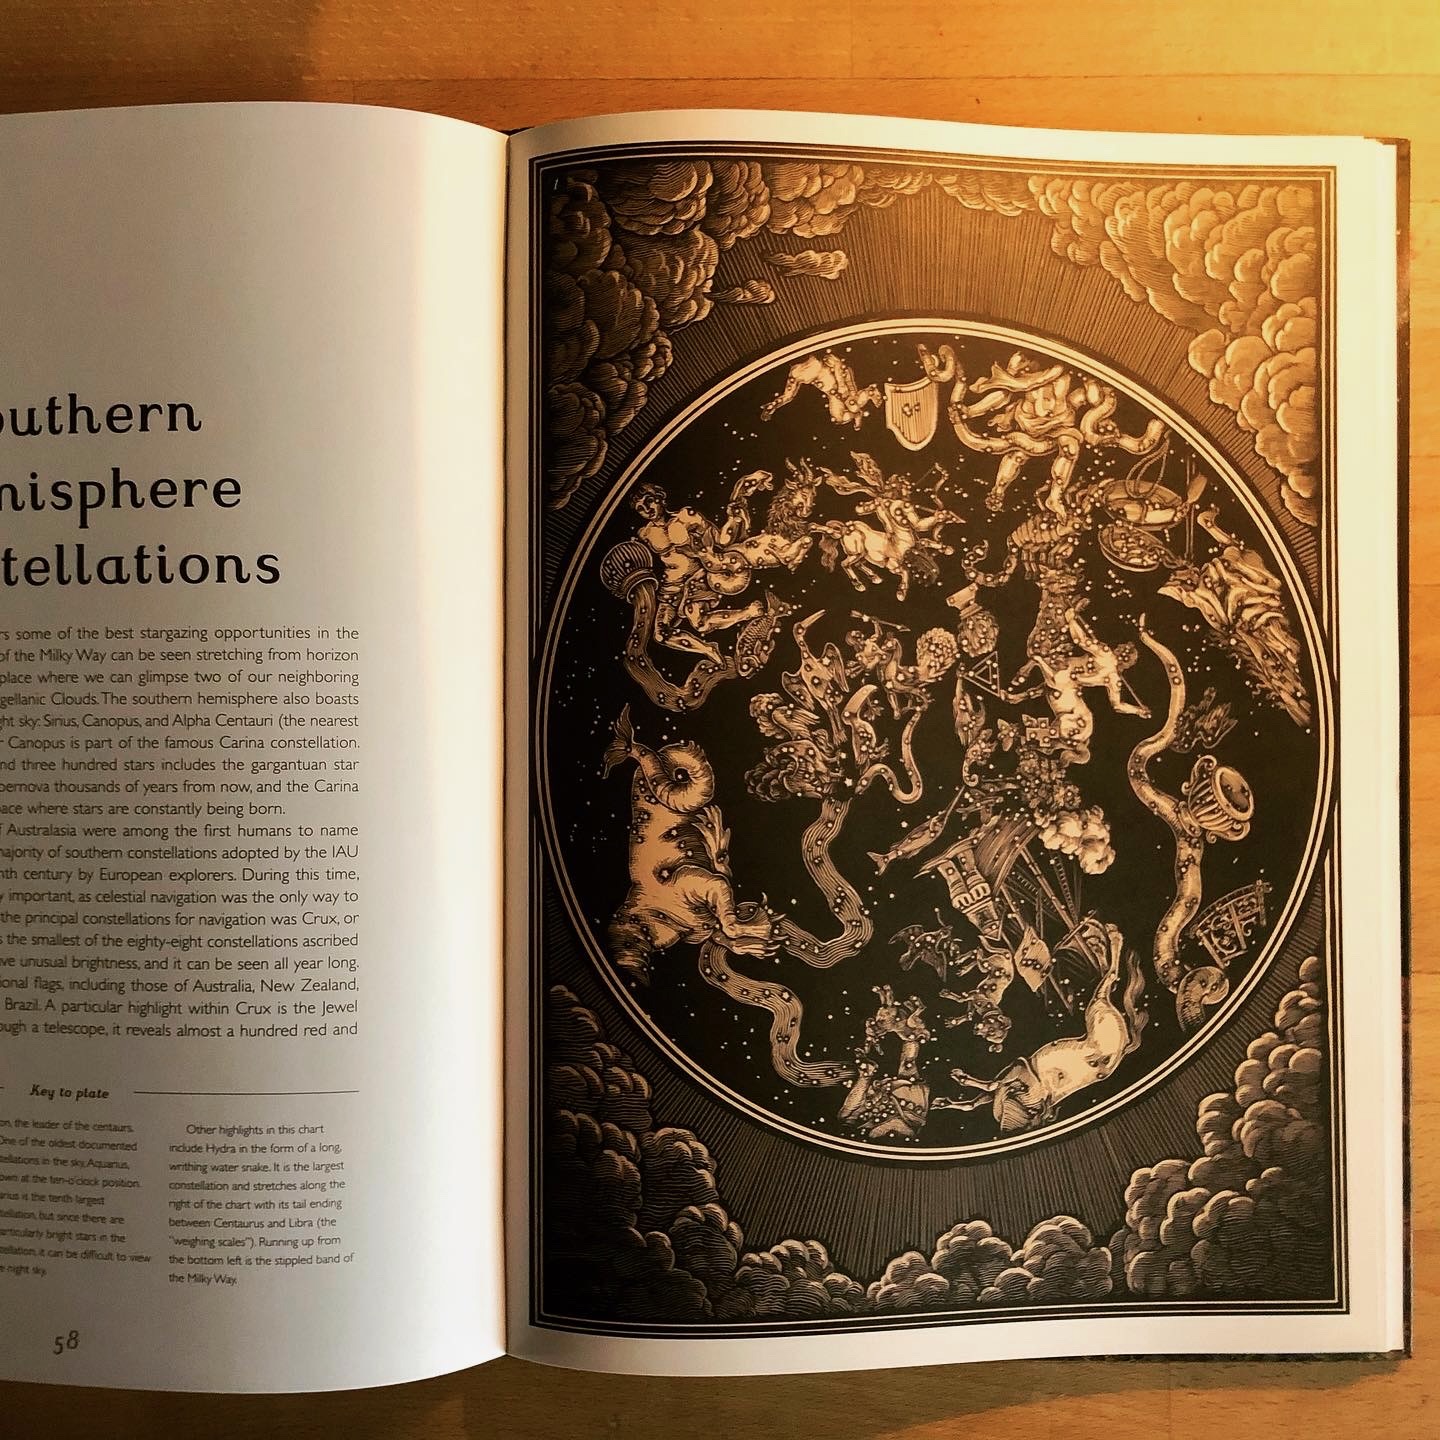 outhern
nisphere
tellations
rs some of the best stargazing opportunities in the
of the Milky Way can be seen stretching from horizon
place where we can glimpse two of our neighboring
gellanic Clouds. The southern hemisphere also boasts
ght sky: Sirius, Canopus, and Alpha Centauri (the nearest
r Canopus is part of the famous Carina constellation.
nd three hundred stars includes the gargantuan star
pernova thousands of years from now, and the Carina
ace where stars are constantly being born.
f Australasia were among the first humans to name
majority of southern constellations adopted by the IAU
nth century by European explorers. During this time,
y important, as celestial navigation was the only way to
the principal constellations for navigation was Crux, or
s the smallest of the eighty-eight constellations ascribed
ve unusual brightness, and it can be seen all year long.
ional flags, including those of Australia, New Zealand,
Brazil. A particular highlight within Crux is the Jewel
ough a telescope, it reveals almost a hundred red and
Key to plate
on, the leader of the centaurs.
One of the oldest documented
tellations in the sky, Aquarius,
own at the ten-o'clock position.
arius is the tenth largest
tellation, but since there are
articularly bright stars in the
tellation, it can be difficult to view
e night sky.
Other highlights in this chart
include Hydra in the form of a long,
writhing water snake. It is the largest
constellation and stretches along the
right of the chart with its tail ending
between Centaurus and Libra (the
"weighing scales"). Running up from
the bottom left is the stippled band of
the Milky Way.
58